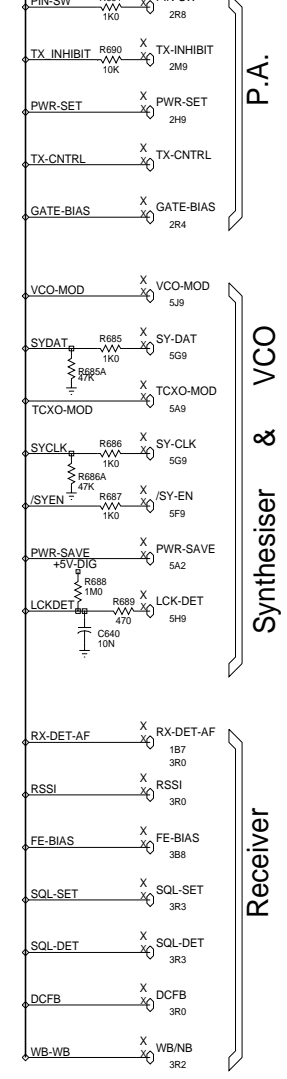 PIN-SW
1K0
2R8
TX INHIBIT R690 X TX-INHIBIT
10K X 2M9
X PWR-SET
PWR-SET X 2H9
X TX-CNTRL
TX-CNTRL X
X GATE-BIAS
GATE-BIAS X 2R4
P.A.
X VCO-MOD
VCO-MOD X 5J9
SYDAT R685 X SY-DAT
1K0 X 5G9
R685A
47K
X TCXO-MOD
TCXO-MOD X 5A9
SYCLK R686 X SY-CLK
1K0 X 5G9
R686A
47K
/SYEN R687 X /SY-EN
1K0 X 5F9
X PWR-SAVE
PWR-SAVE X 5A2
+5V-DIG
R688
1M0
LCKDET R689 X LCK-DET
470 X 5H9
C640
10N
Synthesiser & VCO
X RX-DET-AF
RX-DET-AF X 1B7
3R0
X RSSI
RSSI X 3R0
X FE-BIAS
FE-BIAS X 3B8
X SQL-SET
SQL-SET X 3R3
X SQL-DET
SQL-DET X 3R3
X DCFB
DCFB X 3R0
X WB/NB
WB-WB X 3R2
Receiver